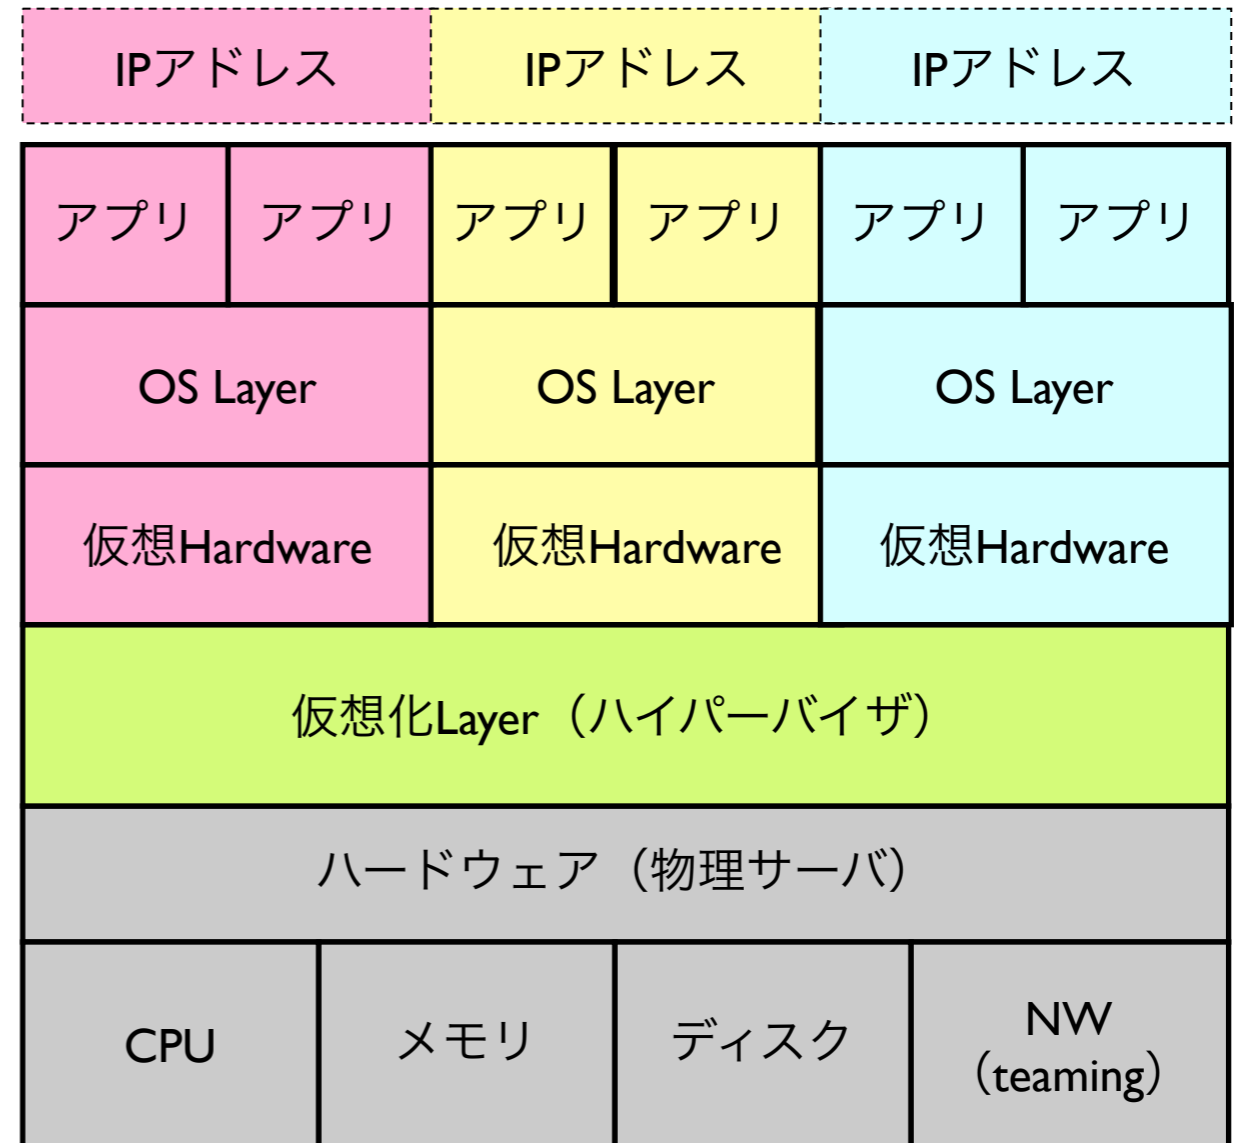 IPアドレス IPアドレス IPアドレス
アプリ アプリ アプリ アプリ アプリ アプリ
OS Layer OS Layer OS Layer
仮想Hardware 仮想Hardware 仮想Hardware
仮想化Layer（ハイパーバイザ）
ハードウェア（物理サーバ）
CPU メモリ ディスク NW
（teaming）